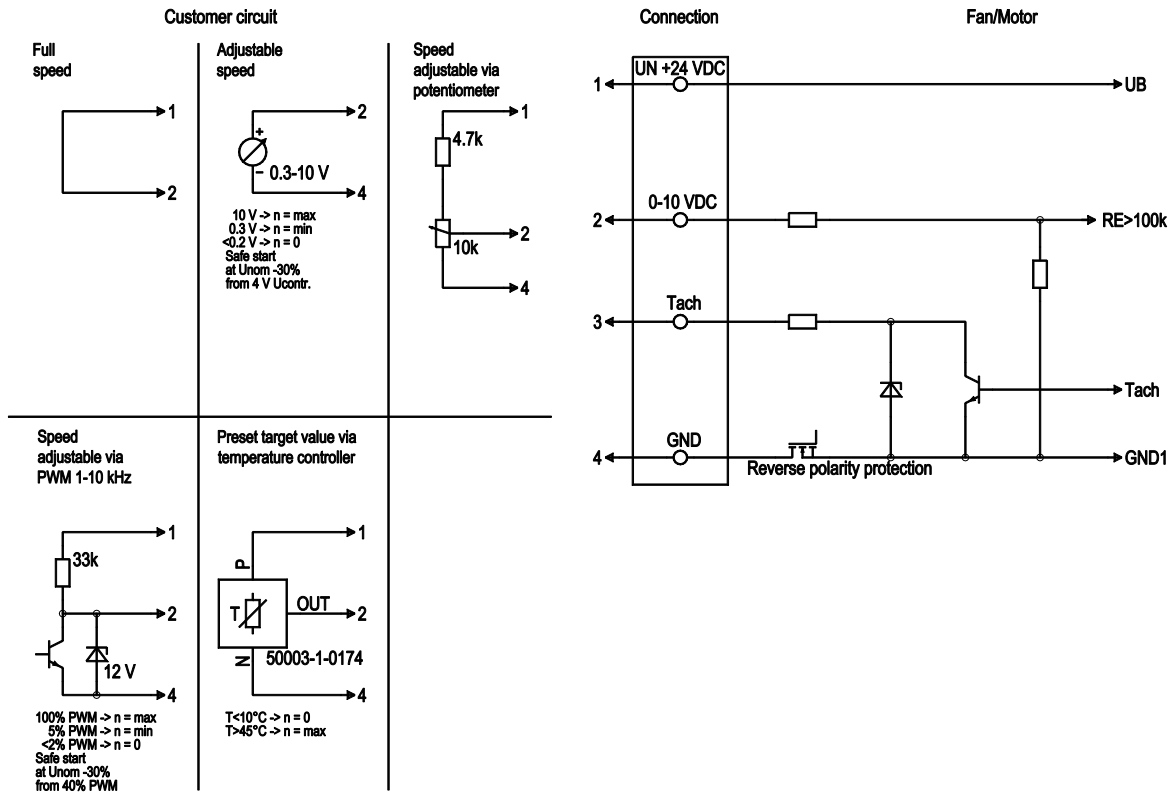 Customer circuit
Full
speed
1
2
Adjustable
speed
2
+
–
0.3-10 V
4
10 V -> n = max
0.3 V -> n = min
<0.2 V -> n = 0
Safe start
at Unom -30%
from 4 V Ucontr.
Speed
adjustable via
potentiometer
1
4.7k
2
10k
4
Speed
adjustable via
PWM 1-10 kHz
1
33k
2
12 V
4
100% PWM -> n = max
5% PWM -> n = min
<2% PWM -> n = 0
Safe start
at Unom -30%
from 40% PWM
Preset target value via
temperature controller
1
P
T
OUT
2
N
50003-1-0174
4
T<10°C -> n = 0
T>45°C -> n = max
Connection
Fan/Motor
UN +24 VDC
1
UB
0-10 VDC
2
RE>100k
Tach
3
Tach
GND
4
GND1
Reverse polarity protection